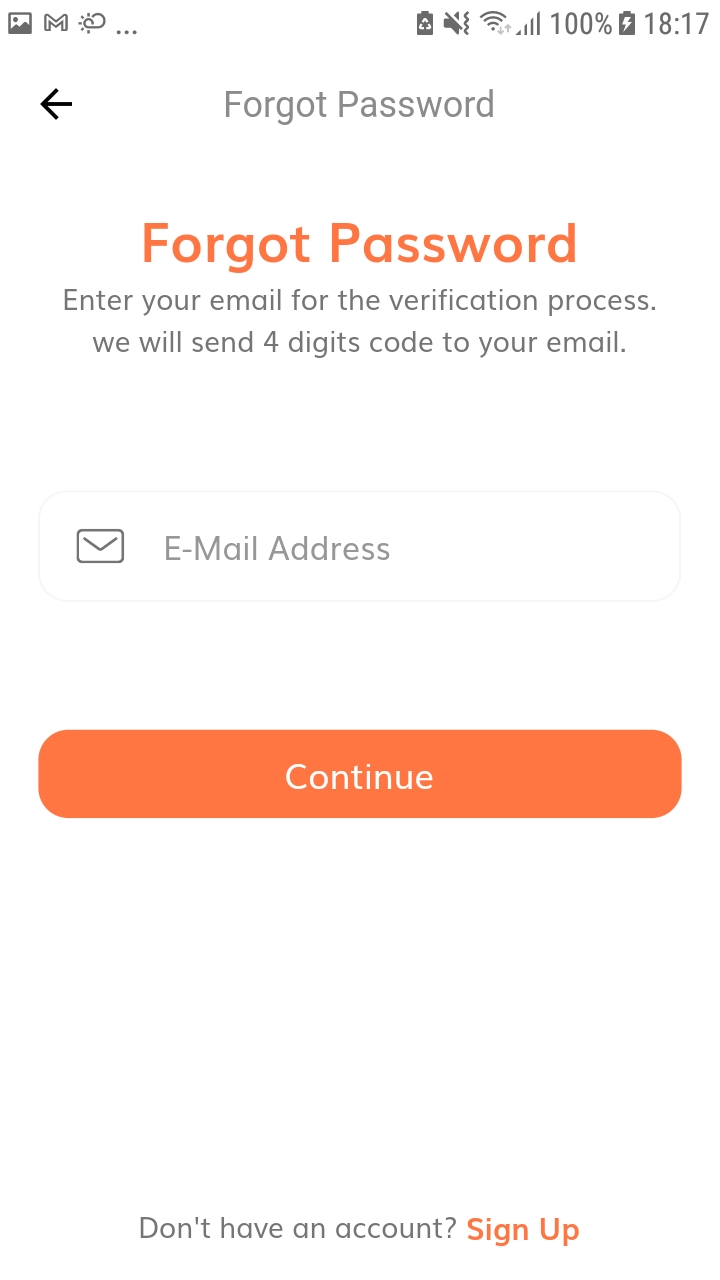 ... 100% 18:17
Forgot Password
Forgot Password
Enter your email for the verification process.
we will send 4 digits code to your email.
E-Mail Address
Continue
Don't have an account? Sign Up